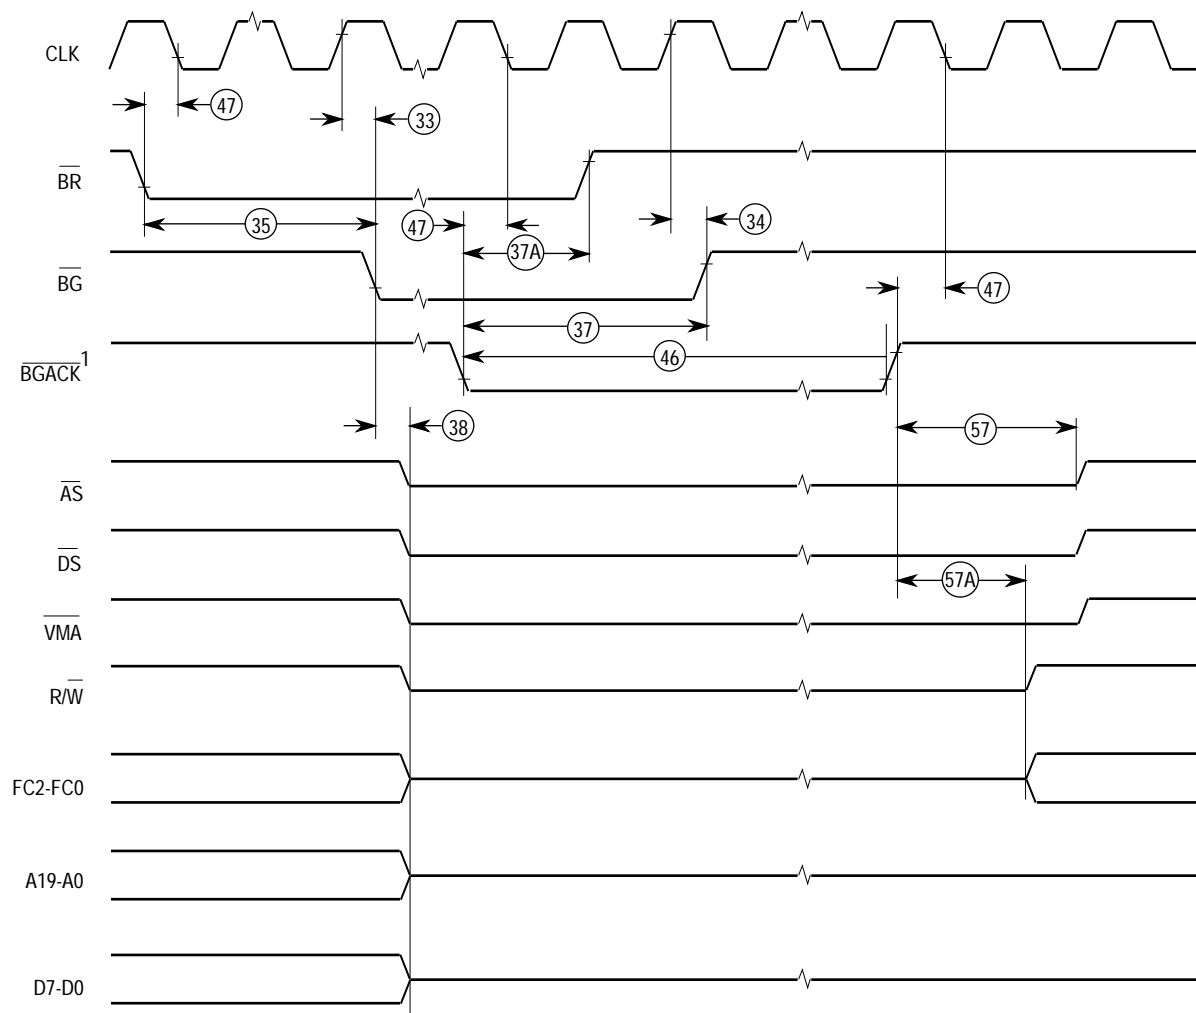 CLK
47
33
BR
35
47
37A
34
BG
37
47
BGACK1
46
38
57
AS
DS
57A
VMA
R/W
FC2-FC0
A19-A0
D7-D0